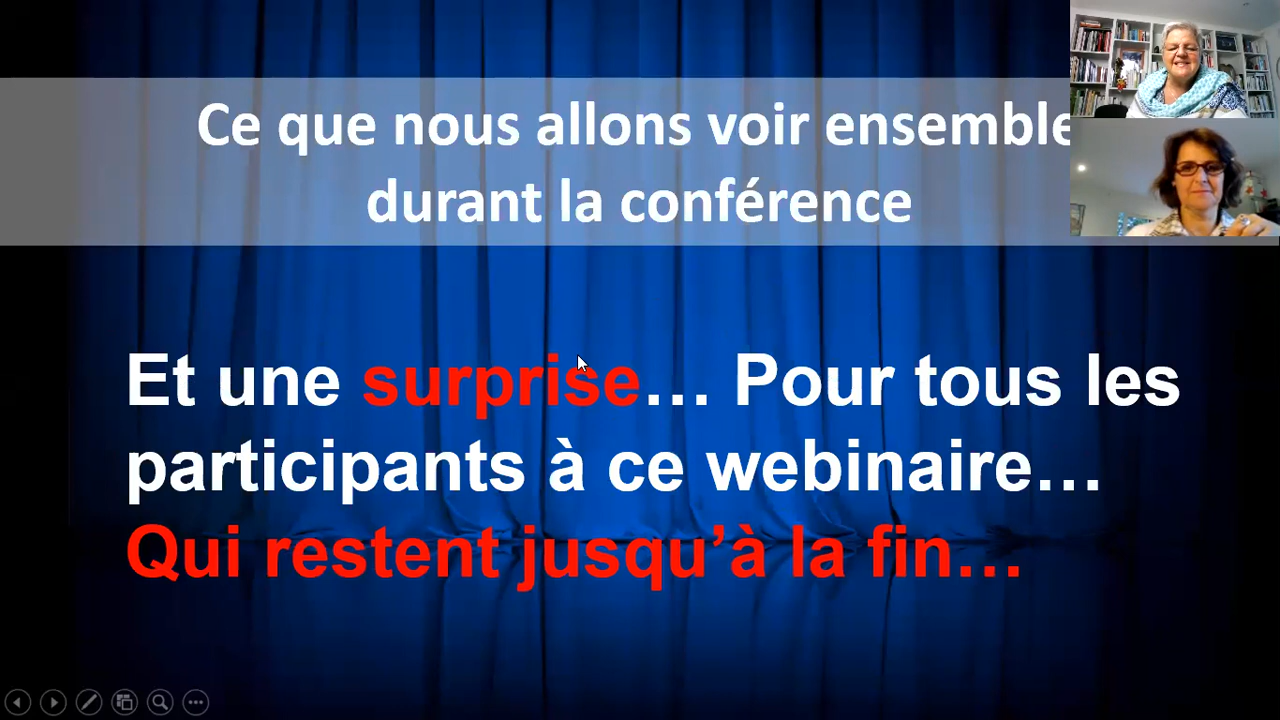 Ce que nous allons voir ensemble
durant la conférence
Et une surprise… Pour tous les
participants à ce webinaire…
Qui restent jusqu’à la fin…